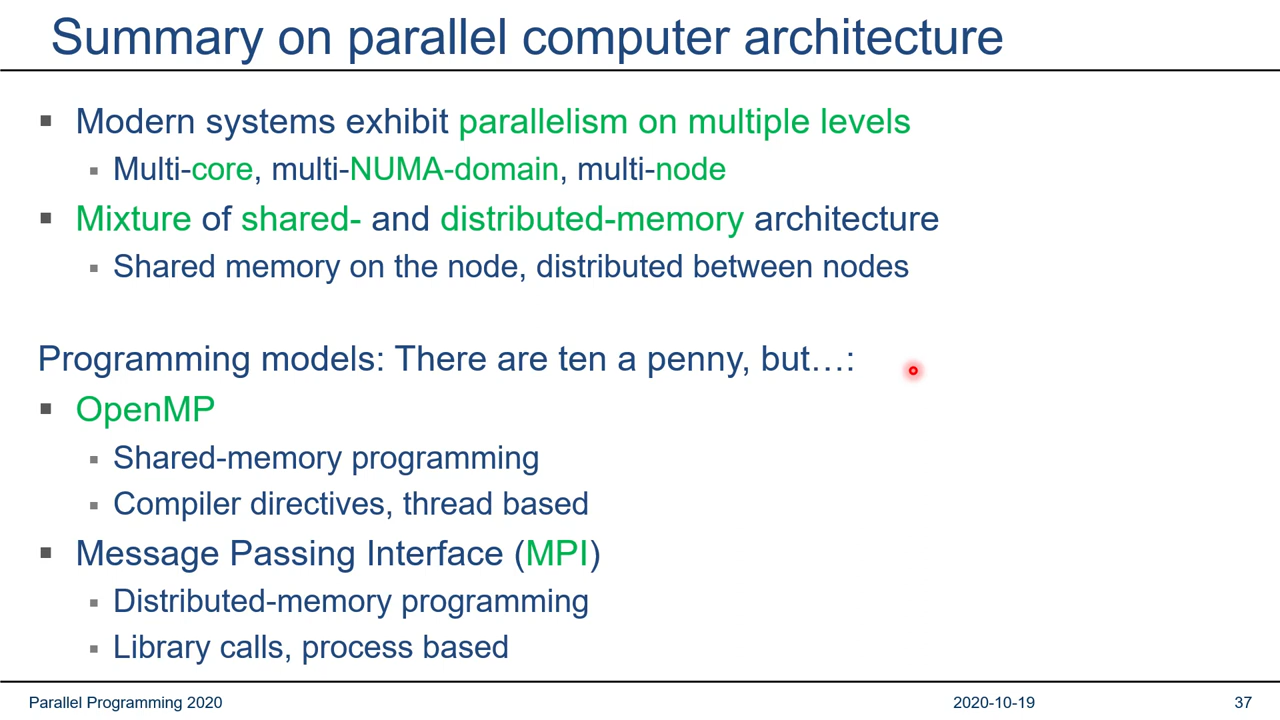 Summary on parallel computer architecture
Modern systems exhibit parallelism on multiple levels
Multi-core, multi-NUMA-domain, multi-node
Mixture of shared- and distributed-memory architecture
Shared memory on the node, distributed between nodes
Programming models: There are ten a penny, but…:
OpenMP
Shared-memory programming
Compiler directives, thread based
Message Passing Interface (MPI)
Distributed-memory programming
Library calls, process based
Parallel Programming 2020
2020-10-19
37